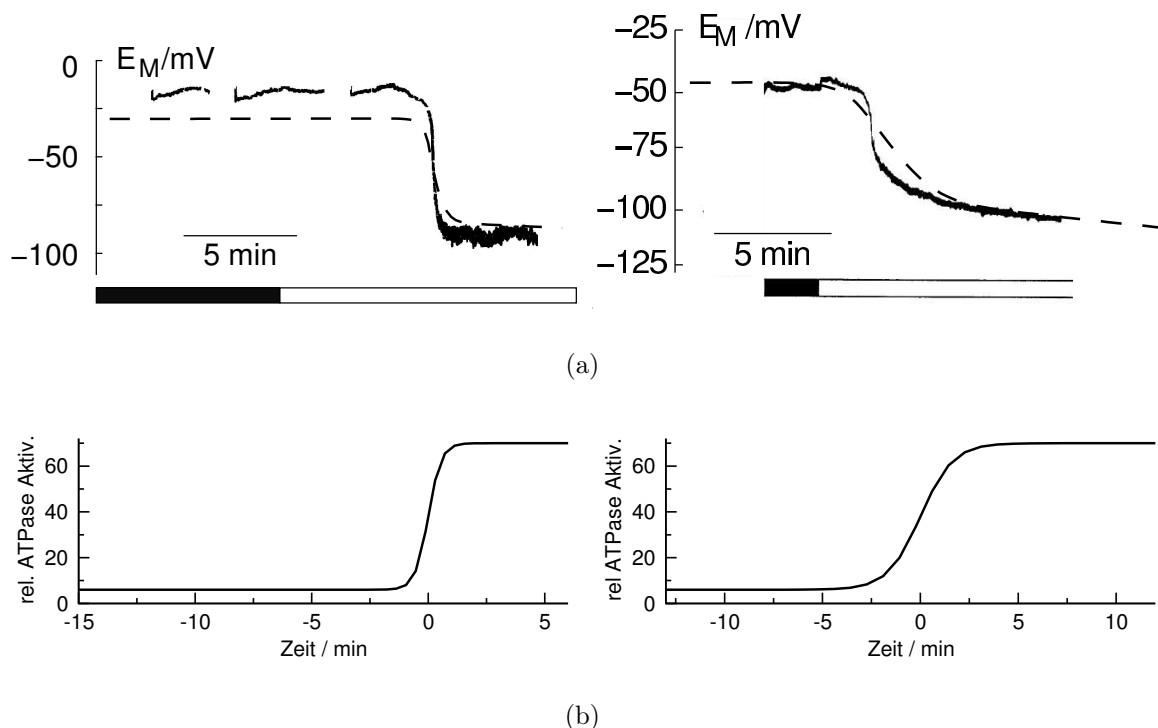 E_M/mV
0
−50
−100
5 min
E_M /mV
−25
−50
−75
−100
−125
5 min
(a)
rel. ATPase Aktiv.
60
40
20
0
-15 -10 -5 0 5
Zeit / min
rel ATPase Aktiv.
60
40
20
0
-10 -5 0 5 10
Zeit / min
(b)